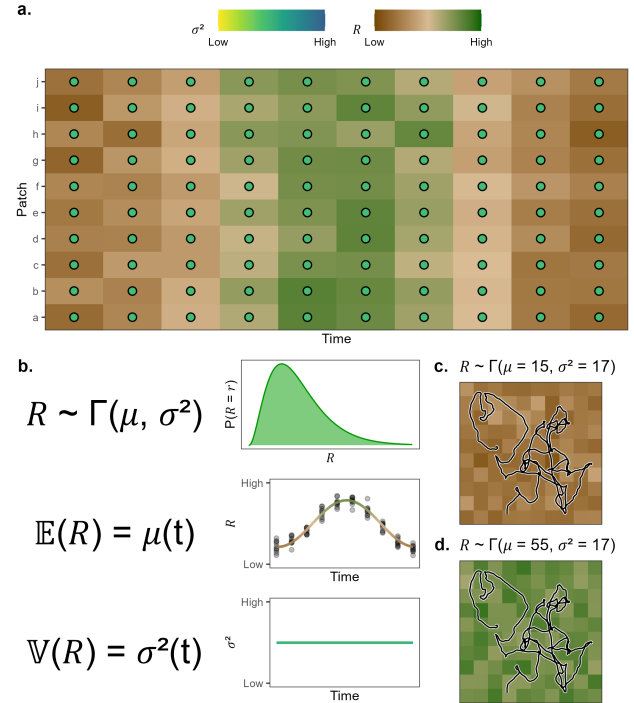 a.
σ²
Low High
R
Low High
Patch
j
i
h
g
f
e
d
c
b
a
Time
b.
R ~ Γ(μ, σ²)
P(R = r)
R
𝔼(R) = μ(t)
High
R
Low
Time
𝕍(R) = σ²(t)
High
σ²
Low
Time
c. R ~ Γ(μ = 15, σ² = 17)
d. R ~ Γ(μ = 55, σ² = 17)